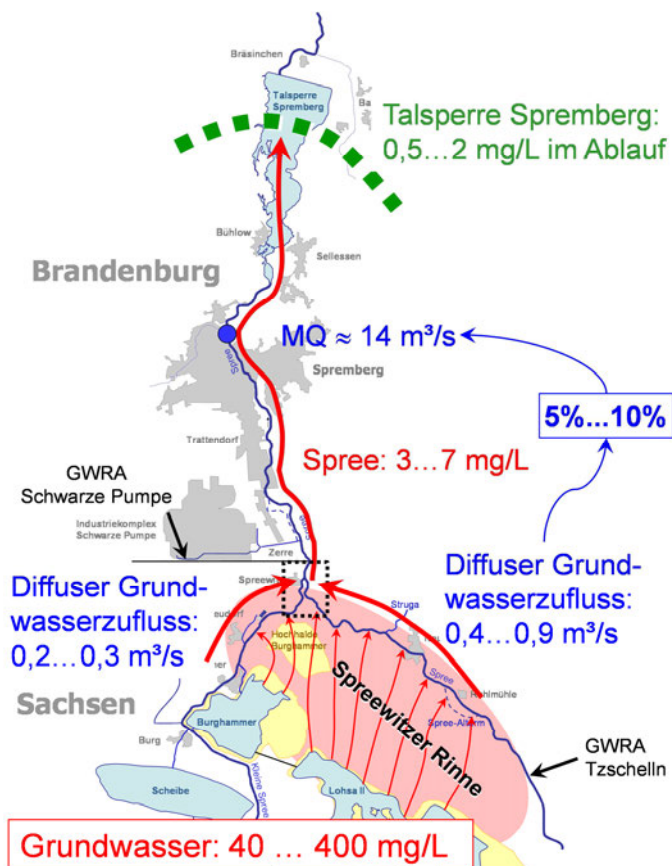 Bräsinchen
Talsperre
Spremberg
Talsperre Spremberg:
0,5...2 mg/L im Ablauf
Bühlow
Sellessen
Brandenburg
MQ ≈ 14 m³/s
Spree
Spremberg
5%...10%
Trattendorf
Spree: 3...7 mg/L
GWRA
Schwarze Pumpe
Industriekomplex
Schwarze Pumpe
Spree
Zerre
Diffuser Grund-
wasserzufluss:
0,2...0,3 m³/s
Diffuser Grund-
wasserzufluss:
0,4...0,9 m³/s
Struga
Hochhalde
Burghammer
Spreewitzer Rinne
Spree
Sachsen
Burghammer
Burg
GWRA
Tzschelln
Kleine Spree
Scheibe
Lohsa II
Grundwasser: 40 ... 400 mg/L